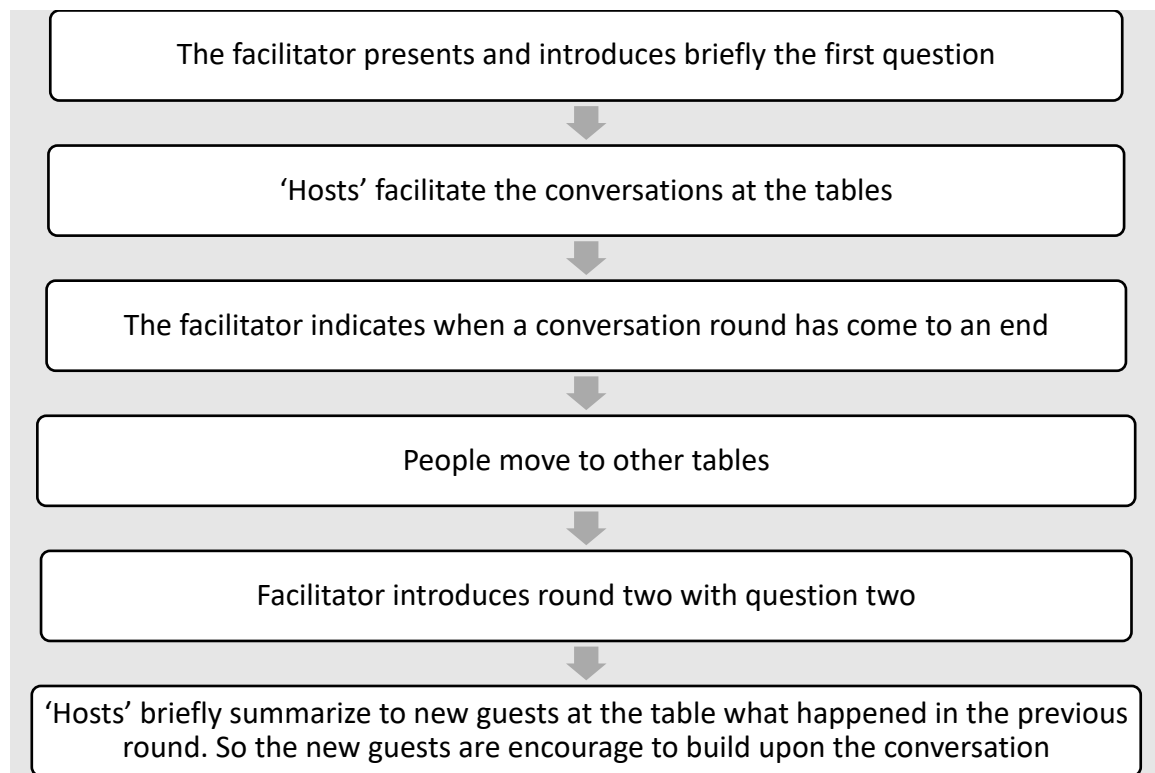 The facilitator presents and introduces briefly the first question
‘Hosts’ facilitate the conversations at the tables
The facilitator indicates when a conversation round has come to an end
People move to other tables
Facilitator introduces round two with question two
‘Hosts’ briefly summarize to new guests at the table what happened in the previous
round. So the new guests are encourage to build upon the conversation